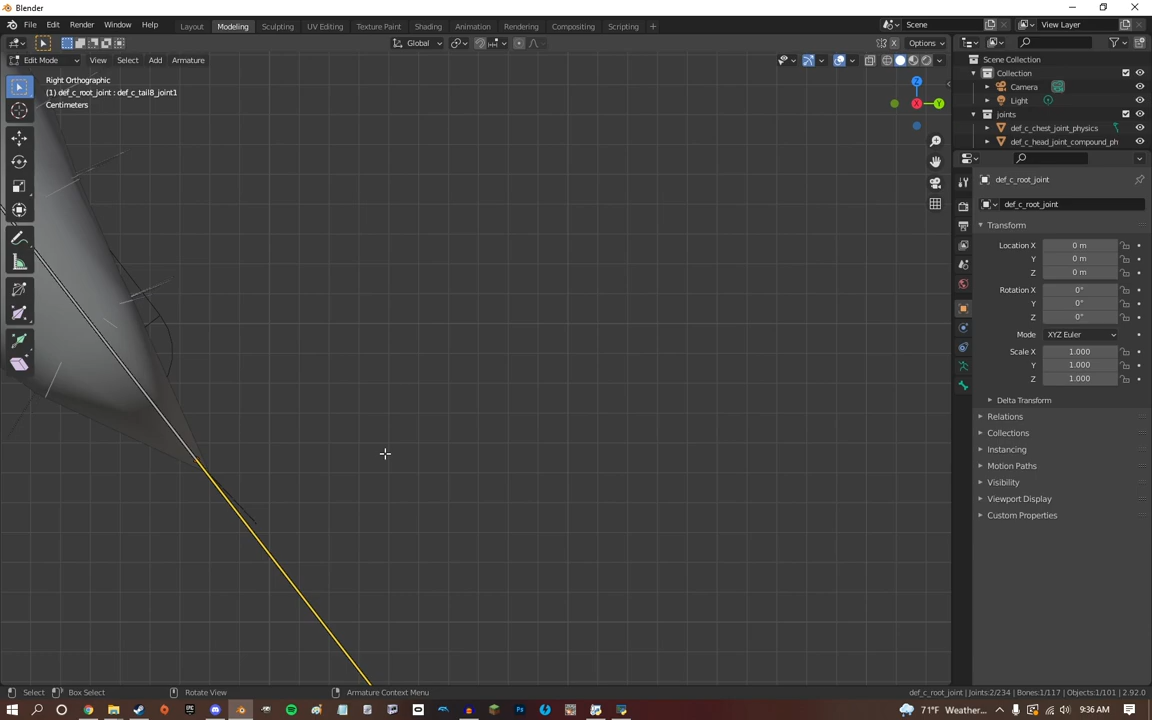 Blender
File Edit Render Window Help Layout Modeling Sculpting UV Editing Texture Paint Shading Animation Rendering Compositing Scripting + Scene View Layer
Global Options
Edit Mode View Select Add Armature
Right Orthographic
(1) def_c_root_joint : def_c_tail8_joint1
Centimeters
X
Z
X
Y
Scene Collection
Collection
Camera
Light
joints
def_c_chest_joint_physics
def_c_head_joint_compound_ph
def_c_root_joint
def_c_root_joint
Transform
Location X 0 m
Y 0 m
Z 0 m
Rotation X 0°
Y 0°
Z 0°
Mode XYZ Euler
Scale X 1.000
Y 1.000
Z 1.000
Delta Transform
Relations
Collections
Instancing
Motion Paths
Visibility
Viewport Display
Custom Properties
Select Box Select Rotate View Armature Context Menu def_c_root_joint | Joints:2/234 | Bones:1/117 | Objects:1/101 | 2.92.0
71°F Weather... 9:36 AM